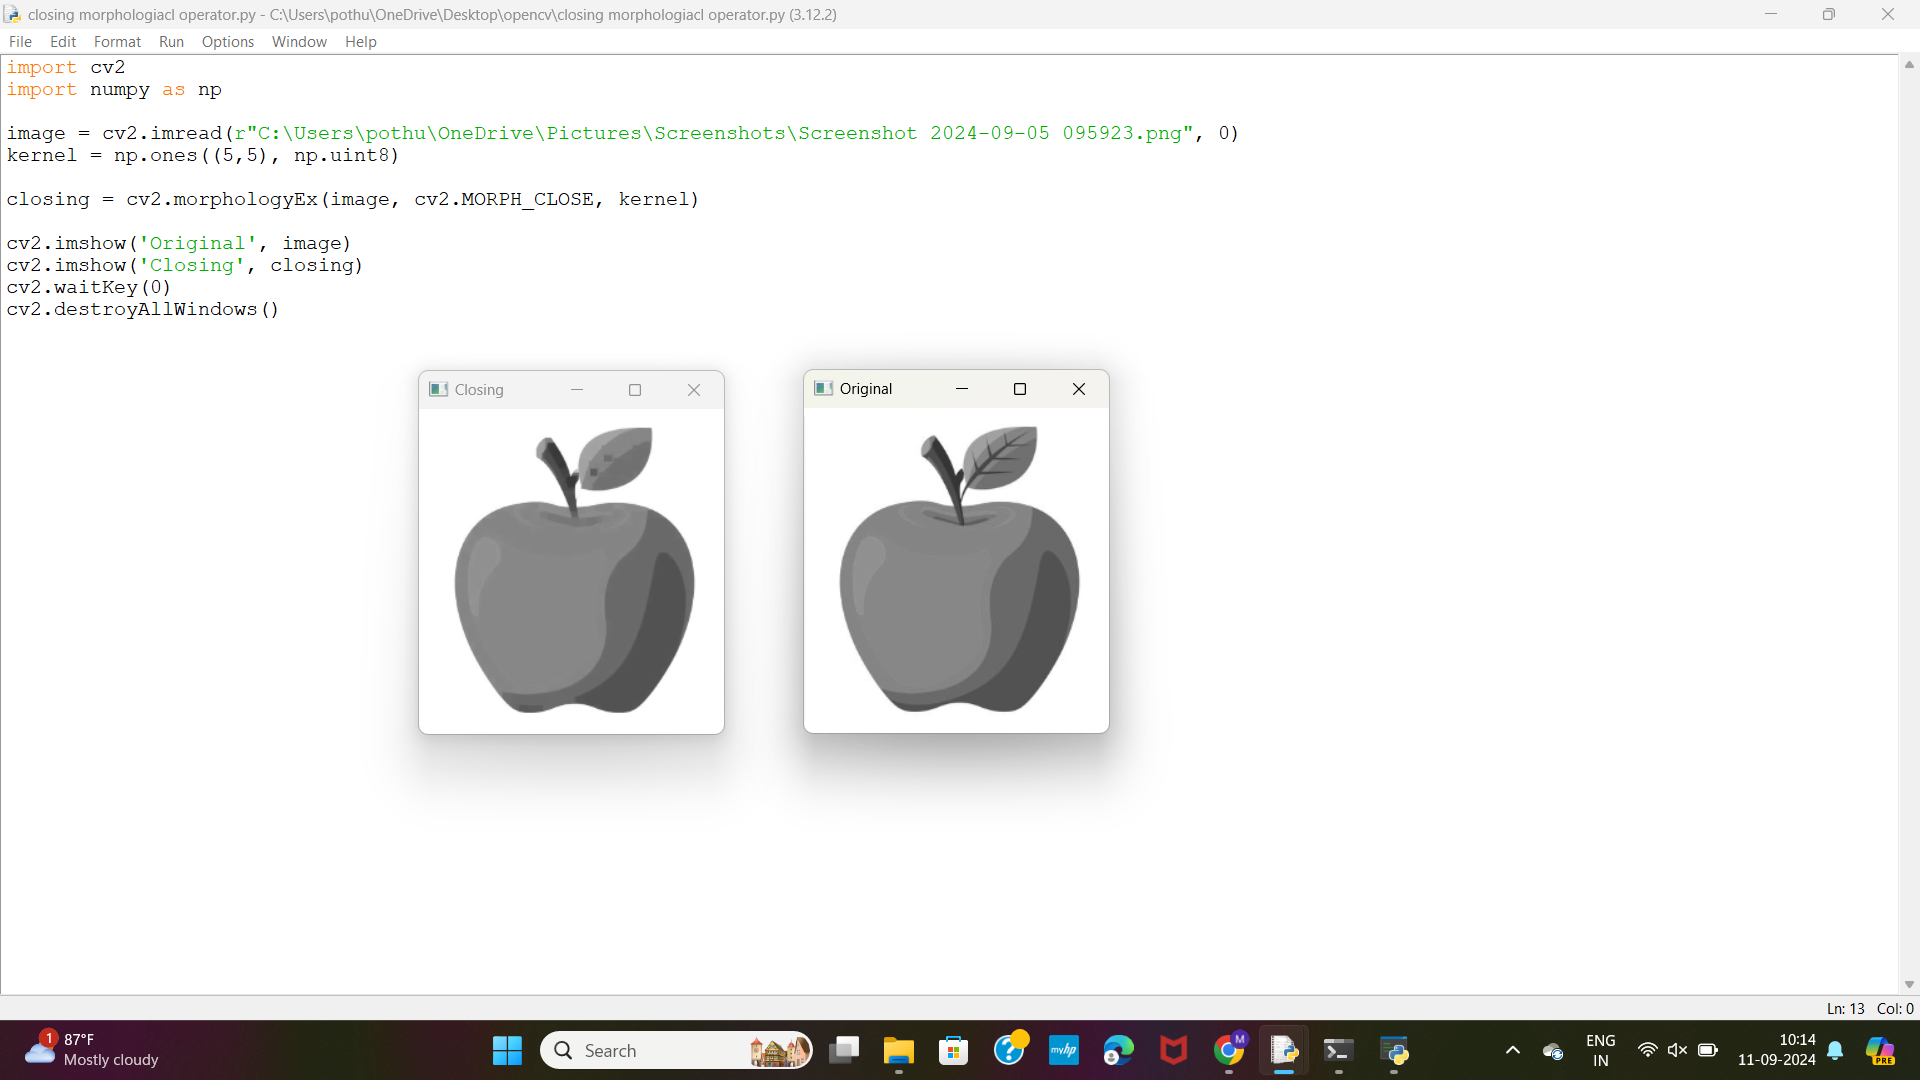 closing morphologiacl operator.py - C:\Users\pothu\OneDrive\Desktop\opencv\closing morphologiacl operator.py (3.12.2)
File Edit Format Run Options Window Help
import cv2
import numpy as np
image = cv2.imread(r"C:\Users\pothu\OneDrive\Pictures\Screenshots\Screenshot 2024-09-05 095923.png", 0)
kernel = np.ones((5,5), np.uint8)
closing = cv2.morphologyEx(image, cv2.MORPH_CLOSE, kernel)
cv2.imshow('Original', image)
cv2.imshow('Closing', closing)
cv2.waitKey(0)
cv2.destroyAllWindows()
Closing
Original
Ln: 13 Col: 0
1
87°F
Mostly cloudy
Search
myhp
M
ENG
IN
10:14
11-09-2024
PRE